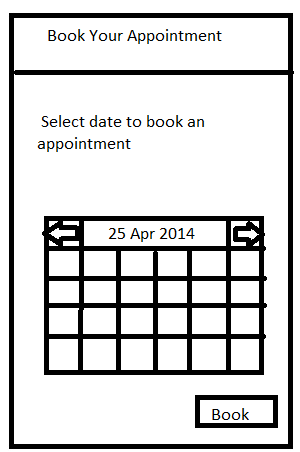 Book Your Appointment
Select date to book an
appointment
25 Apr 2014
Book